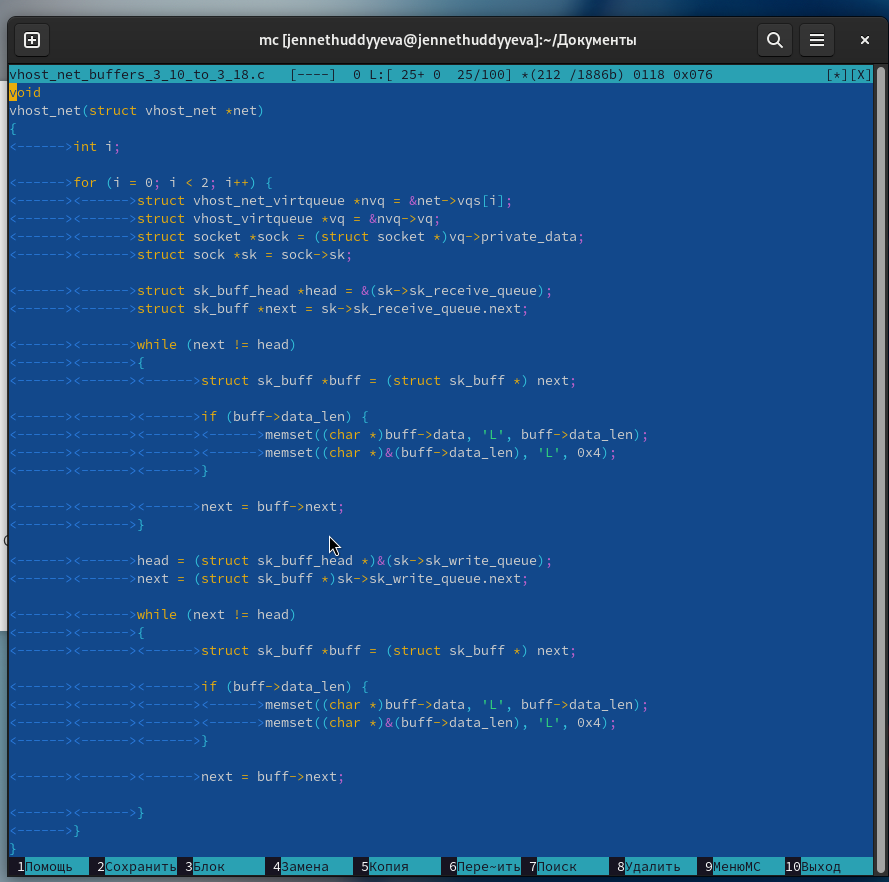 mc [jennethuddyyeva@jennethuddyyeva]:~/Документы
vhost_net_buffers_3_10_to_3_18.c   [----]  0 L:[ 25+ 0  25/100] *(212 /1886b) 0118 0x076              [*][X]
void
vhost_net(struct vhost_net *net)
{
<------>int i;
<------>for (i = 0; i < 2; i++) {
<------><------>struct vhost_net_virtqueue *nvq = &net->vqs[i];
<------><------>struct vhost_virtqueue *vq = &nvq->vq;
<------><------>struct socket *sock = (struct socket *)vq->private_data;
<------><------>struct sock *sk = sock->sk;
<------><------>struct sk_buff_head *head = &(sk->sk_receive_queue);
<------><------>struct sk_buff *next = sk->sk_receive_queue.next;
<------><------>while (next != head)
<------><------>{
<------><------><------>struct sk_buff *buff = (struct sk_buff *) next;
<------><------><------>if (buff->data_len) {
<------><------><------><------>memset((char *)buff->data, 'L', buff->data_len);
<------><------><------><------>memset((char *)&(buff->data_len), 'L', 0x4);
<------><------><------>}
<------><------><------>next = buff->next;
<------><------>}
<------><------>head = (struct sk_buff_head *)&(sk->sk_write_queue);
<------><------>next = (struct sk_buff *)sk->sk_write_queue.next;
<------><------>while (next != head)
<------><------>{
<------><------><------>struct sk_buff *buff = (struct sk_buff *) next;
<------><------><------>if (buff->data_len) {
<------><------><------><------>memset((char *)buff->data, 'L', buff->data_len);
<------><------><------><------>memset((char *)&(buff->data_len), 'L', 0x4);
<------><------><------>}
<------><------><------>next = buff->next;
<------><------>}
<------>}
}
1Помощь 2Сохранить 3Блок 4Замена 5Копия 6Пере~ить 7Поиск 8Удалить 9МенюMC 10Выход